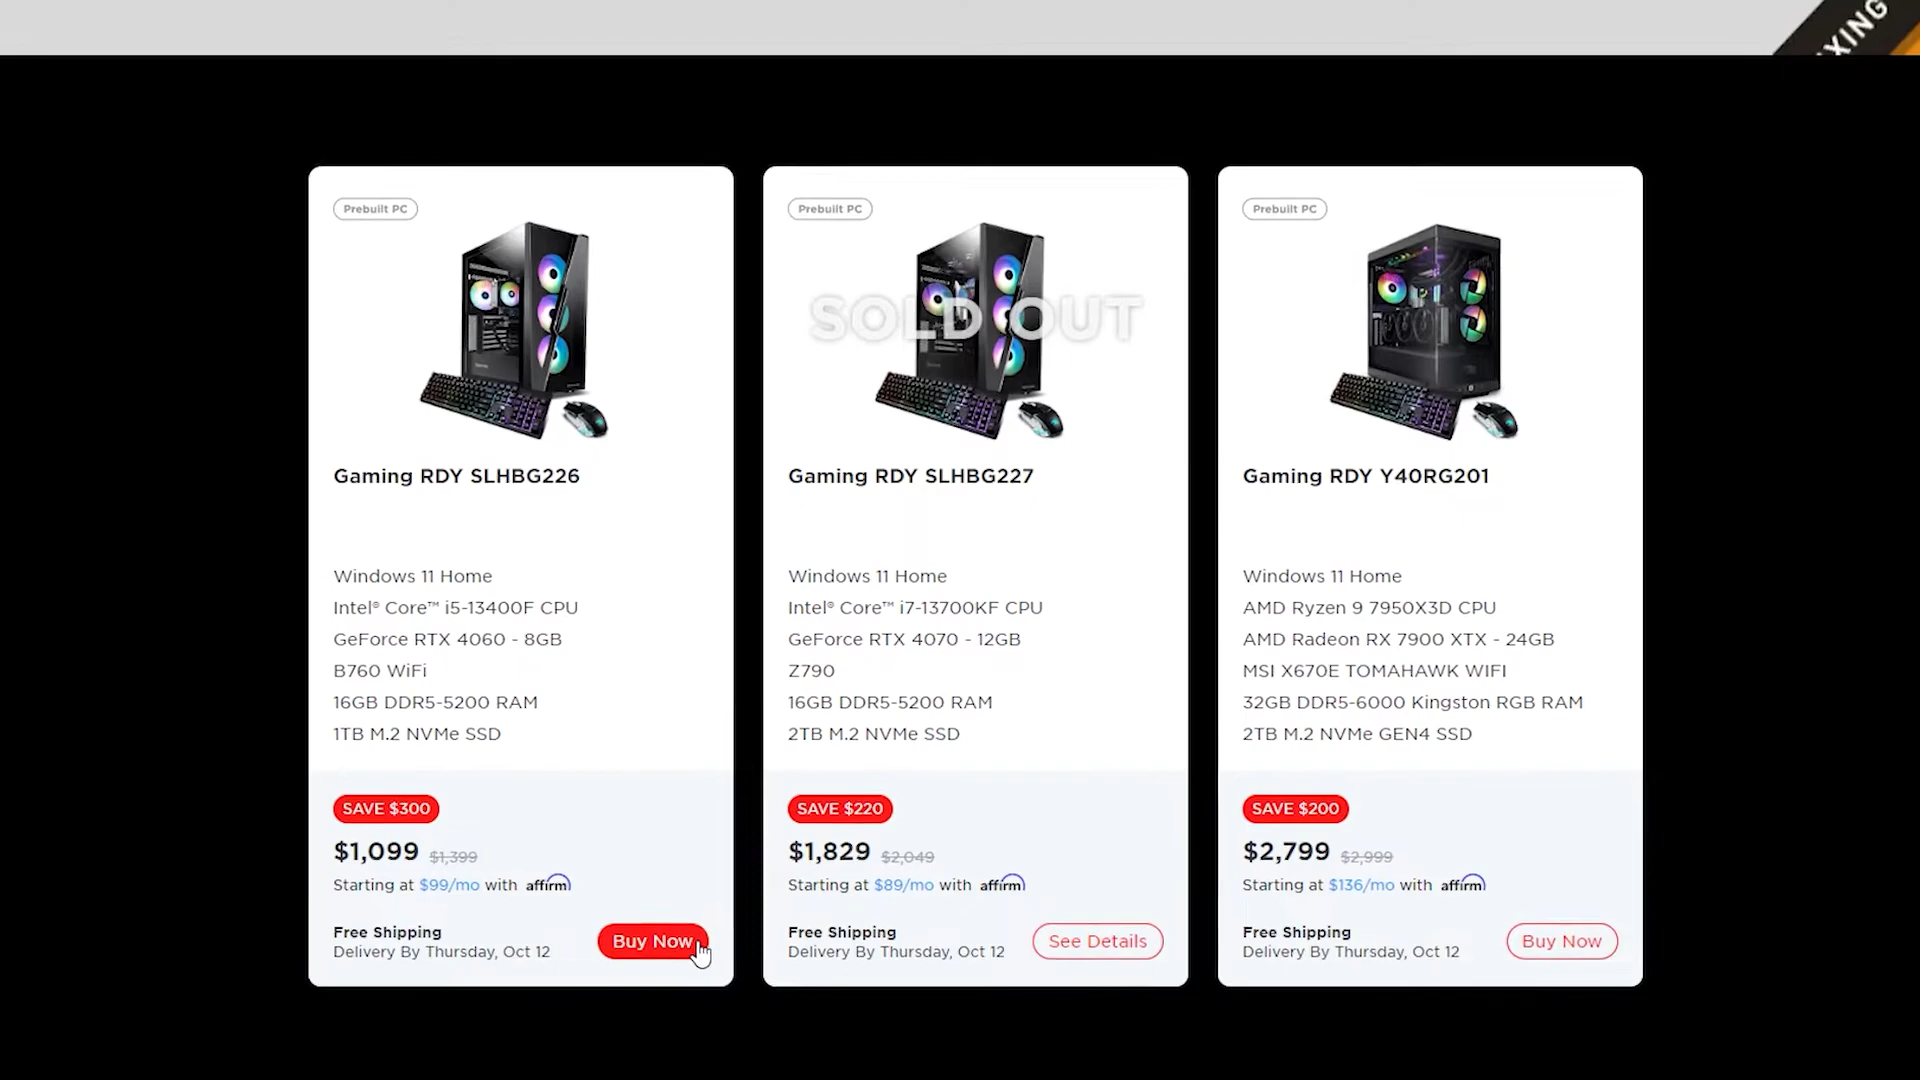 XING
Prebuilt PC
Gaming RDY SLHBG226
Windows 11 Home
Intel® Core™ i5-13400F CPU
GeForce RTX 4060 - 8GB
B760 WiFi
16GB DDR5-5200 RAM
1TB M.2 NVMe SSD
SAVE $300
$1,099 $1,399
Starting at $99/mo with affirm
Free Shipping
Delivery By Thursday, Oct 12
Buy Now
Prebuilt PC
SOLD OUT
Gaming RDY SLHBG227
Windows 11 Home
Intel® Core™ i7-13700KF CPU
GeForce RTX 4070 - 12GB
Z790
16GB DDR5-5200 RAM
2TB M.2 NVMe SSD
SAVE $220
$1,829 $2,049
Starting at $89/mo with affirm
Free Shipping
Delivery By Thursday, Oct 12
See Details
Prebuilt PC
Gaming RDY Y40RG201
Windows 11 Home
AMD Ryzen 9 7950X3D CPU
AMD Radeon RX 7900 XTX - 24GB
MSI X670E TOMAHAWK WIFI
32GB DDR5-6000 Kingston RGB RAM
2TB M.2 NVMe GEN4 SSD
SAVE $200
$2,799 $2,999
Starting at $136/mo with affirm
Free Shipping
Delivery By Thursday, Oct 12
Buy Now